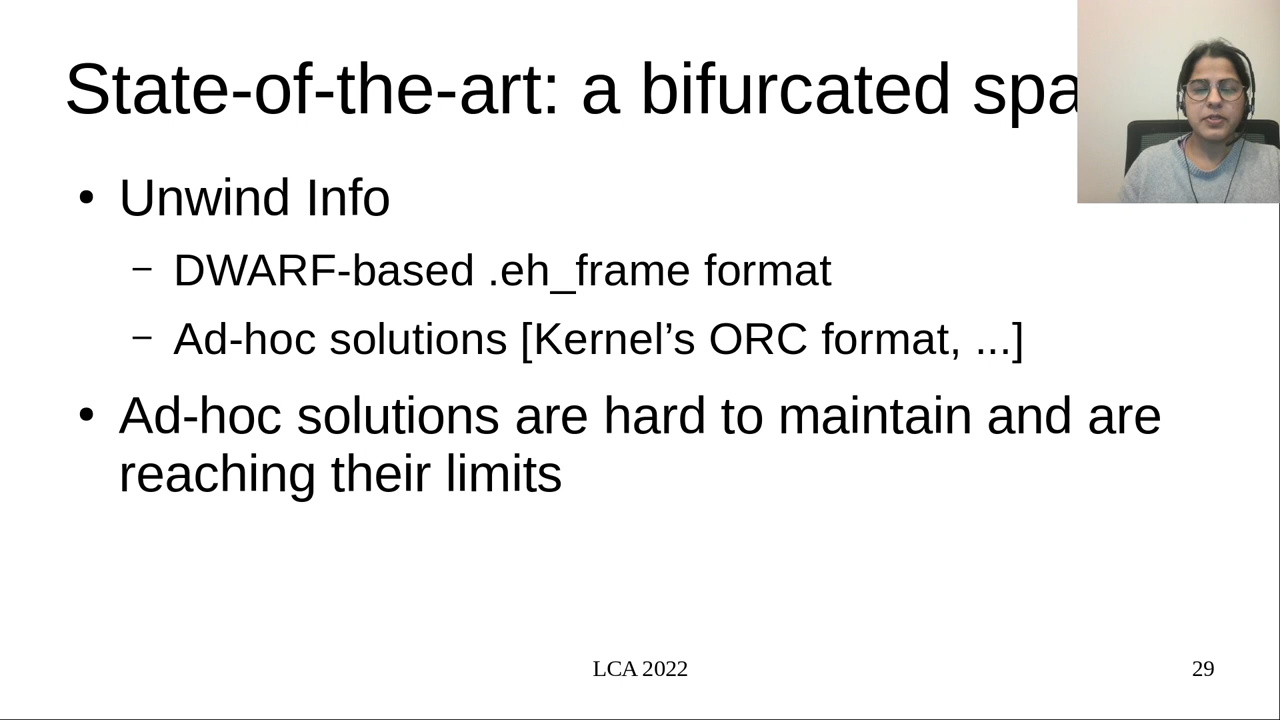 State-of-the-art: a bifurcated
• Unwind Info
– DWARF-based .eh_frame format
– Ad-hoc solutions [Kernel’s ORC format, ...]
• Ad-hoc solutions are hard to maintain and are
reaching their limits
LCA 2022
29